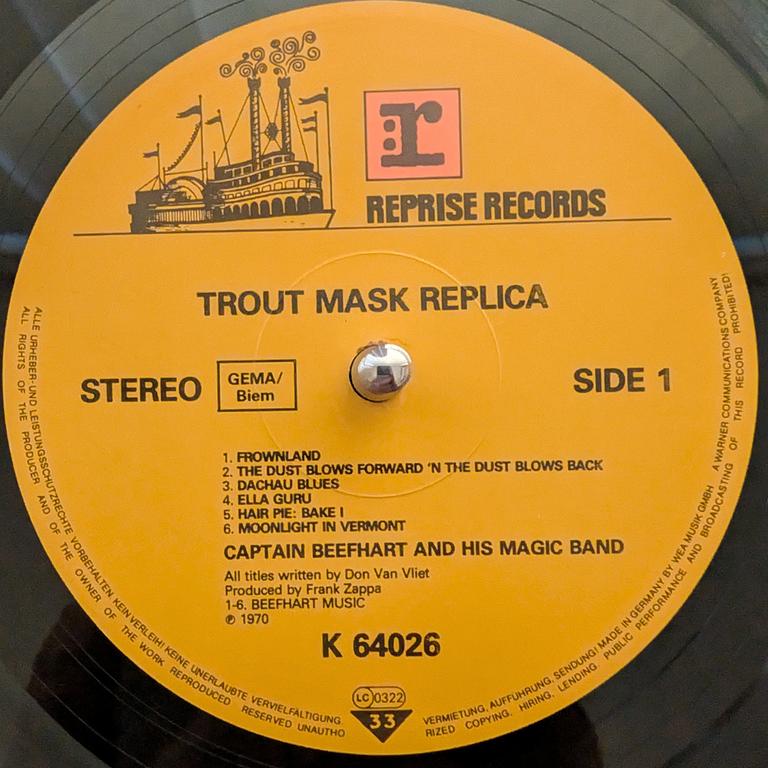 r
REPRISE RECORDS
TROUT MASK REPLICA
STEREO
GEMA/
Biem
SIDE 1
1. FROWNLAND
2. THE DUST BLOWS FORWARD 'N THE DUST BLOWS BACK
3. DACHAU BLUES
4. ELLA GURU
5. HAIR PIE: BAKE I
6. MOONLIGHT IN VERMONT
CAPTAIN BEEFHART AND HIS MAGIC BAND
All titles written by Don Van Vliet
Produced by Frank Zappa
1-6. BEEFHART MUSIC
℗ 1970
K 64026
LC 0322
33
ALLE URHEBER- UND LEISTUNGSSCHUTZRECHTE VORBEHALTEN KEIN VERLEIH! KEINE UNERLAUBTE VERVIELFÄLTIGUNG. VERMIETUNG, AUFFUHRUNG, SENDUNG! MADE IN GERMANY BY WEA MUSIK GMBH A WARNER COMMUNICATIONS COMPANY
ALL RIGHTS OF THE PRODUCER AND OF THE OWNER OF THE WORK REPRODUCED RESERVED UNAUTHORIZED COPYING, HIRING, LENDING, PUBLIC PERFORMANCE AND BROADCASTING OF THIS RECORD PROHIBITED!